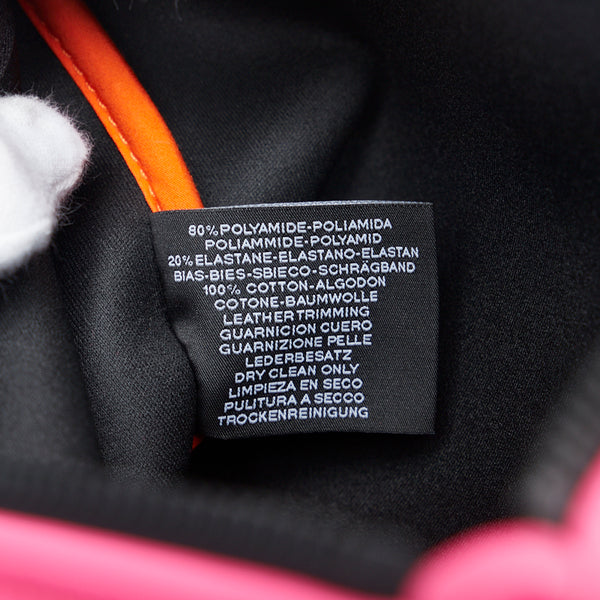 80% POLYAMIDE-POLIAMIDA
POLIAMMIDE-POLYAMID
20% ELASTANE-ELASTANO-ELASTAN
BIAS-BIES-SBIECO-SCHRÄGBAND
100% COTTON-ALGODON
COTONE-BAUMWOLLE
LEATHER TRIMMING
GUARNICION CUERO
GUARNIZIONE PELLE
LEDERBESATZ
DRY CLEAN ONLY
LIMPIEZA EN SECO
PULITURA A SECCO
TROCKENREINIGUNG